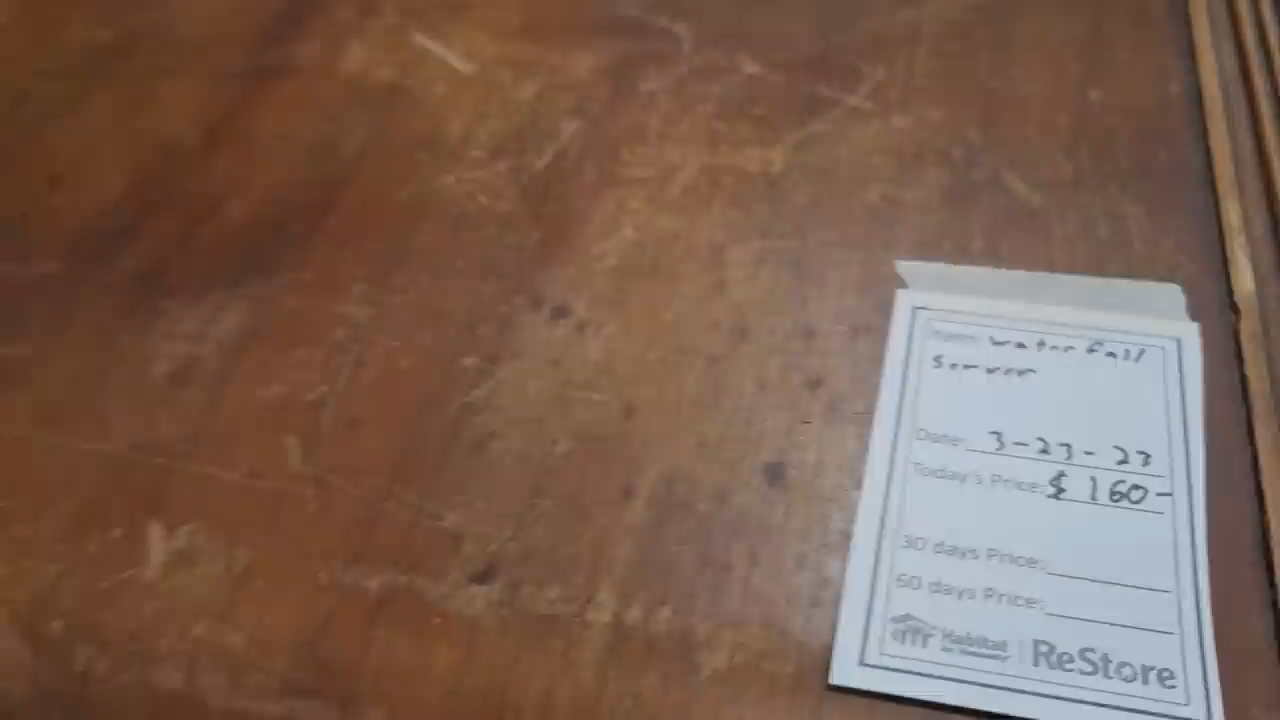 Item: waterfall
server
Date: 3-23-23
Today's Price: $ 160-
30 days Price:
60 days Price:
Habitat
for Humanity
ReStore